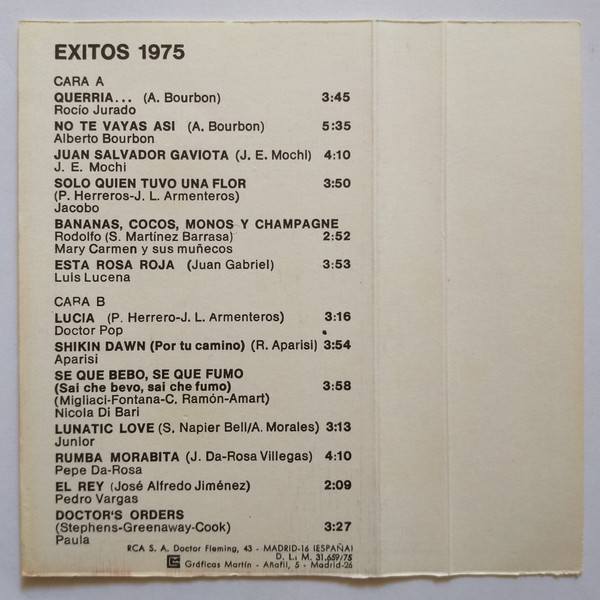 EXITOS 1975
CARA A
QUERRIA... (A. Bourbon) 3:45
Rocío Jurado
NO TE VAYAS ASI (A. Bourbon) 5:35
Alberto Bourbon
JUAN SALVADOR GAVIOTA (J. E. Mochi) 4:10
J. E. Mochi
SOLO QUIEN TUVO UNA FLOR 3:50
(P. Herreros-J. L. Armenteros)
Jacobo
BANANAS, COCOS, MONOS Y CHAMPAGNE
Rodolfo (S. Martínez Barrasa) 2:52
Mary Carmen y sus muñecos
ESTA ROSA ROJA (Juan Gabriel) 3:53
Luis Lucena
CARA B
LUCIA (P. Herrero-J. L. Armenteros) 3:16
Doctor Pop
SHIKIN DAWN (Por tu camino) (R. Aparisi) 3:54
Aparisi
SE QUE BEBO, SE QUE FUMO
(Sai che bevo, sai che fumo) 3:58
(Migliaci-Fontana-C. Ramón-Amart)
Nicola Di Bari
LUNATIC LOVE (S. Napier Bell/A. Morales) 3:13
Junior
RUMBA MORABITA (J. Da-Rosa Villegas) 4:10
Pepe Da-Rosa
EL REY (José Alfredo Jiménez) 2:09
Pedro Vargas
DOCTOR'S ORDERS
(Stephens-Greenaway-Cook) 3:27
Paula
RCA S. A. Doctor Fleming, 43 - MADRID-16 (ESPAÑA)
D. L. M. 31.659/75
Gráficas Martín - Añafil, 5 - Madrid-26